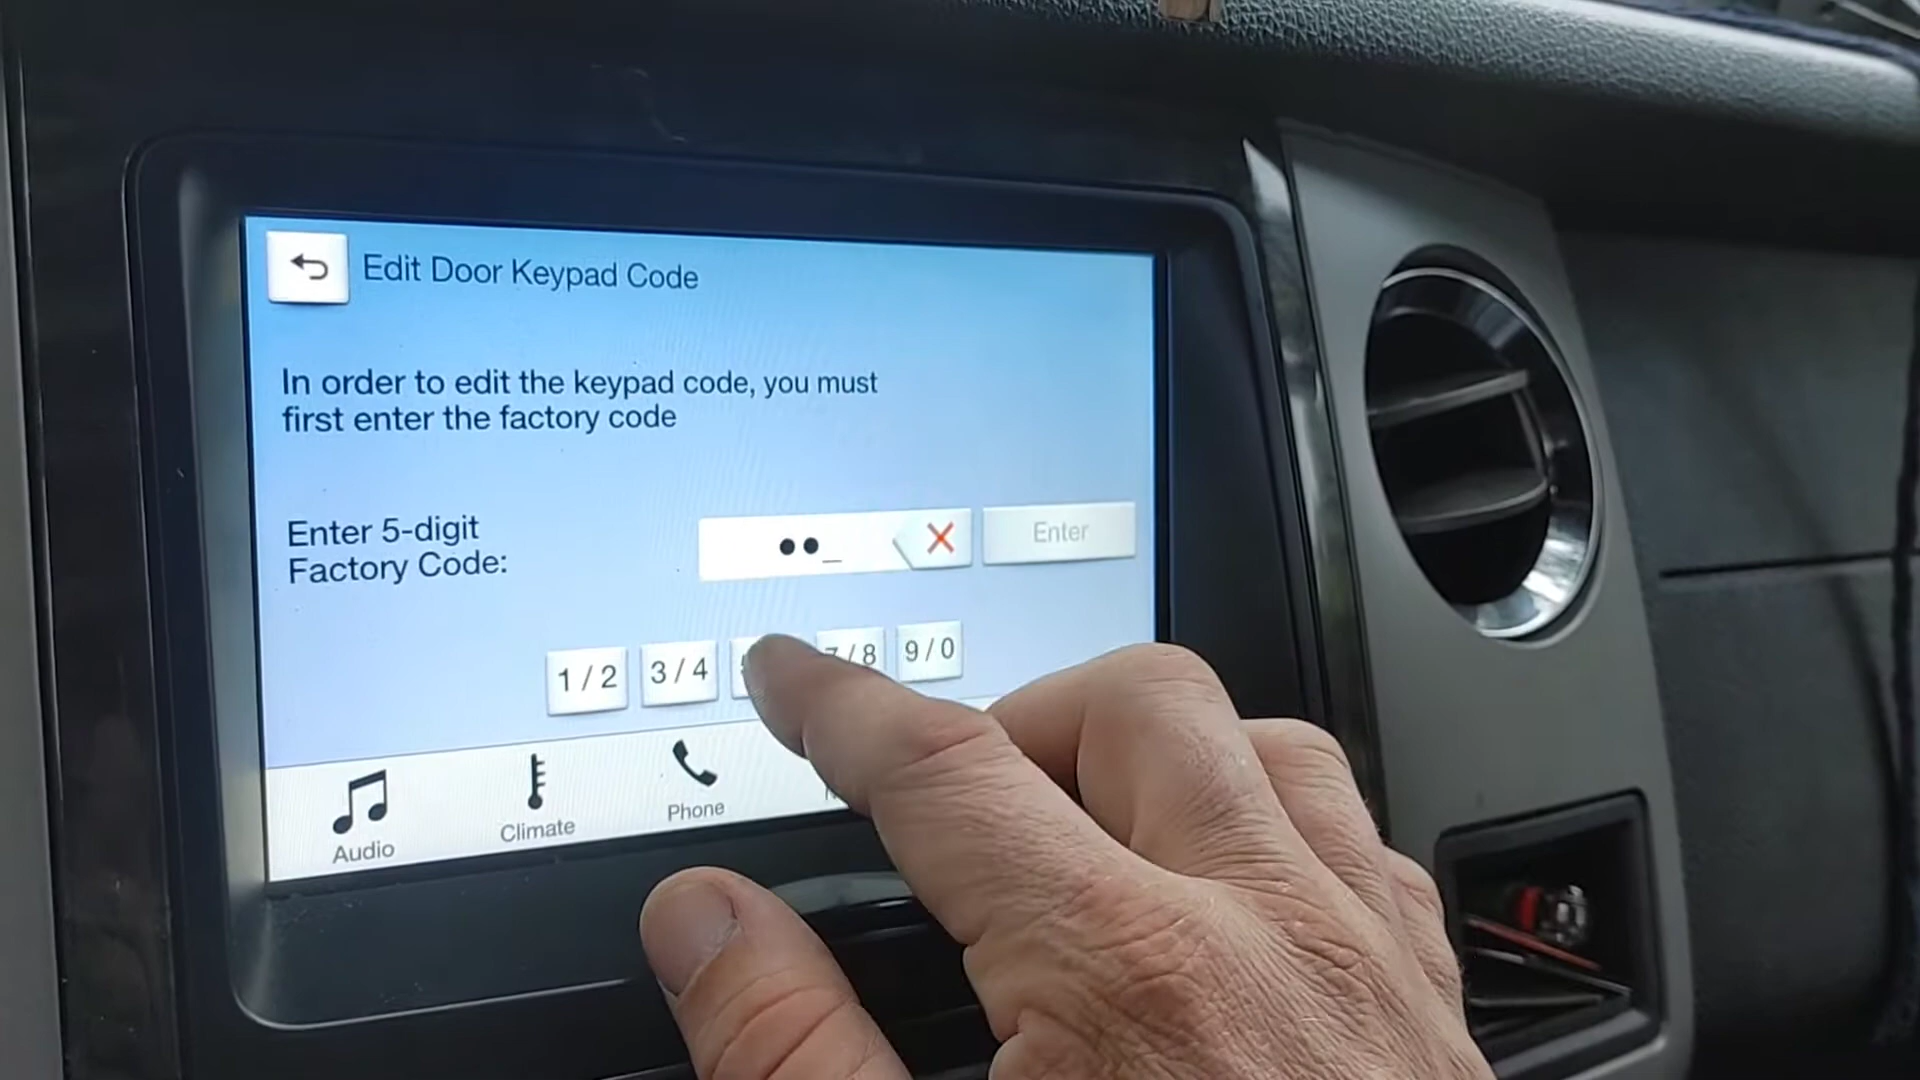 Edit Door Keypad Code
In order to edit the keypad code, you must
first enter the factory code
Enter 5-digit
Factory Code:
Enter
1 / 2 3 / 4 7 / 8 9 / 0
Audio Climate Phone